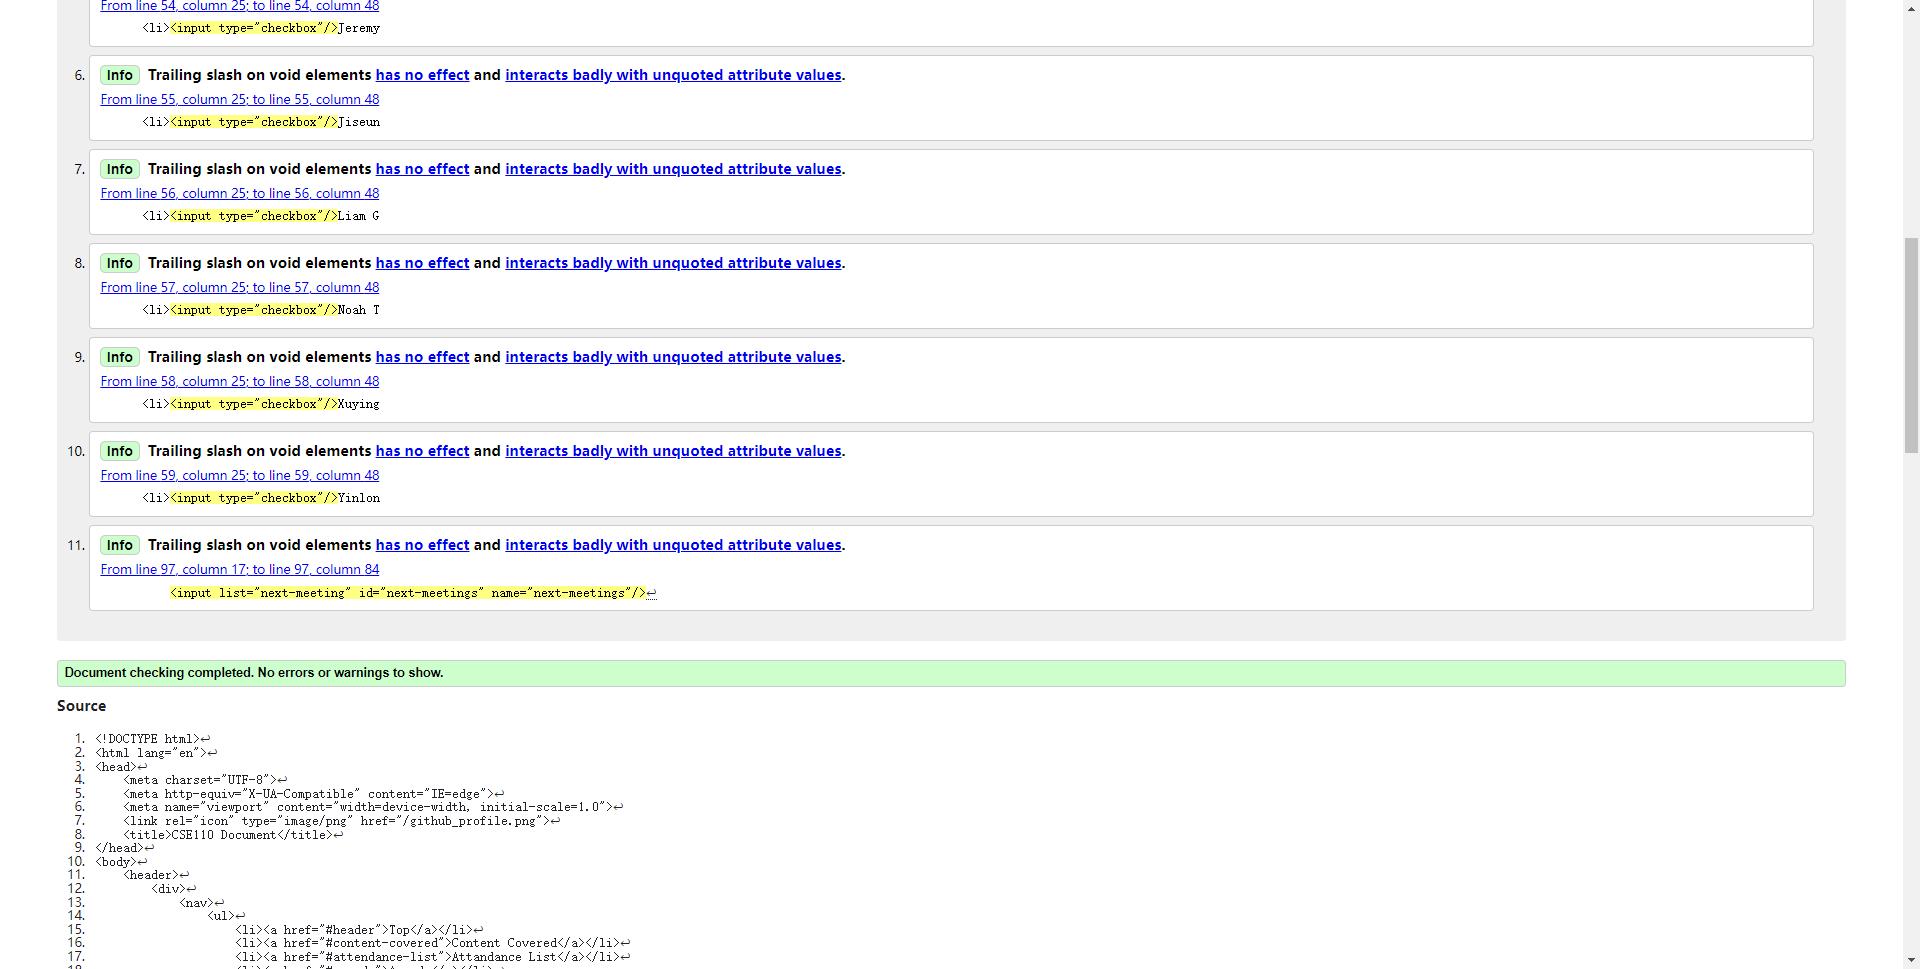 From line 54, column 25; to line 54, column 48
<li><input type="checkbox"/>Jeremy
6. Info Trailing slash on void elements has no effect and interacts badly with unquoted attribute values.
From line 55, column 25; to line 55, column 48
<li><input type="checkbox"/>Jiseun
7. Info Trailing slash on void elements has no effect and interacts badly with unquoted attribute values.
From line 56, column 25; to line 56, column 48
<li><input type="checkbox"/>Liam G
8. Info Trailing slash on void elements has no effect and interacts badly with unquoted attribute values.
From line 57, column 25; to line 57, column 48
<li><input type="checkbox"/>Noah T
9. Info Trailing slash on void elements has no effect and interacts badly with unquoted attribute values.
From line 58, column 25; to line 58, column 48
<li><input type="checkbox"/>Xuying
10. Info Trailing slash on void elements has no effect and interacts badly with unquoted attribute values.
From line 59, column 25; to line 59, column 48
<li><input type="checkbox"/>Yinlon
11. Info Trailing slash on void elements has no effect and interacts badly with unquoted attribute values.
From line 97, column 17; to line 97, column 84
<input list="next-meeting" id="next-meetings" name="next-meetings"/>↩
Document checking completed. No errors or warnings to show.
Source
1. <!DOCTYPE html>↩
2. <html lang="en">↩
3. <head>↩
4. <meta charset="UTF-8">↩
5. <meta http-equiv="X-UA-Compatible" content="IE=edge">↩
6. <meta name="viewport" content="width=device-width, initial-scale=1.0">↩
7. <link rel="icon" type="image/png" href="/github_profile.png">↩
8. <title>CSE110 Document</title>↩
9. </head>↩
10. <body>↩
11. <header>↩
12. <div>↩
13. <nav>↩
14. <ul>↩
15. <li><a href="#header">Top</a></li>↩
16. <li><a href="#content-covered">Content Covered</a></li>↩
17. <li><a href="#attendance-list">Attandance List</a></li>↩